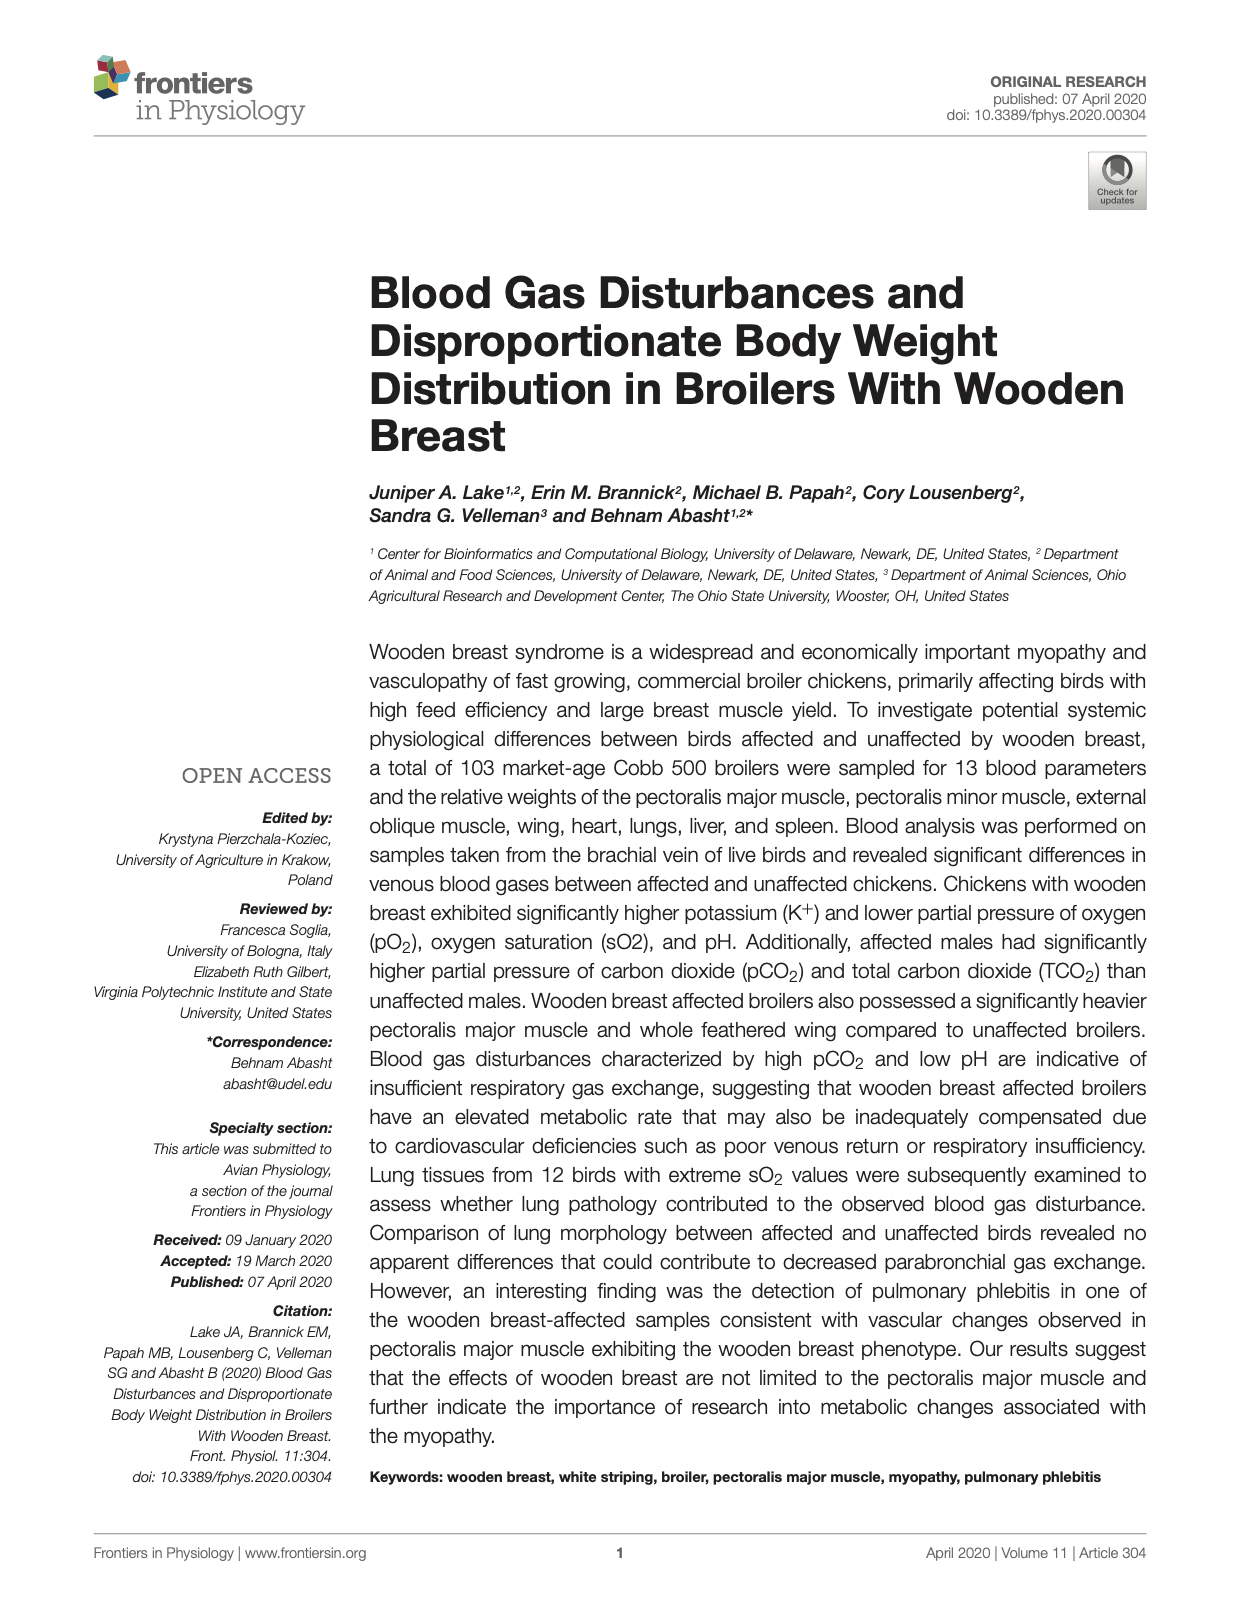 frontiers
in Physiology
ORIGINAL RESEARCH
published: 07 April 2020
doi: 10.3389/fphys.2020.00304
Check for
updates
Blood Gas Disturbances and
Disproportionate Body Weight
Distribution in Broilers With Wooden
Breast
Juniper A. Lake1,2, Erin M. Brannick2, Michael B. Papah2, Cory Lousenberg2,
Sandra G. Velleman3 and Behnam Abasht1,2*
1 Center for Bioinformatics and Computational Biology, University of Delaware, Newark, DE, United States, 2 Department
of Animal and Food Sciences, University of Delaware, Newark, DE, United States, 3 Department of Animal Sciences, Ohio
Agricultural Research and Development Center, The Ohio State University, Wooster, OH, United States
OPEN ACCESS
Edited by:
Krystyna Pierzchala-Koziec,
University of Agriculture in Krakow,
Poland
Reviewed by:
Francesca Soglia,
University of Bologna, Italy
Elizabeth Ruth Gilbert,
Virginia Polytechnic Institute and State
University, United States
*Correspondence:
Behnam Abasht
abasht@udel.edu
Specialty section:
This article was submitted to
Avian Physiology,
a section of the journal
Frontiers in Physiology
Received: 09 January 2020
Accepted: 19 March 2020
Published: 07 April 2020
Citation:
Lake JA, Brannick EM,
Papah MB, Lousenberg C, Velleman
SG and Abasht B (2020) Blood Gas
Disturbances and Disproportionate
Body Weight Distribution in Broilers
With Wooden Breast.
Front. Physiol. 11:304.
doi: 10.3389/fphys.2020.00304
Wooden breast syndrome is a widespread and economically important myopathy and
vasculopathy of fast growing, commercial broiler chickens, primarily affecting birds with
high feed efficiency and large breast muscle yield. To investigate potential systemic
physiological differences between birds affected and unaffected by wooden breast,
a total of 103 market-age Cobb 500 broilers were sampled for 13 blood parameters
and the relative weights of the pectoralis major muscle, pectoralis minor muscle, external
oblique muscle, wing, heart, lungs, liver, and spleen. Blood analysis was performed on
samples taken from the brachial vein of live birds and revealed significant differences in
venous blood gases between affected and unaffected chickens. Chickens with wooden
breast exhibited significantly higher potassium (K+) and lower partial pressure of oxygen
(pO2), oxygen saturation (sO2), and pH. Additionally, affected males had significantly
higher partial pressure of carbon dioxide (pCO2) and total carbon dioxide (TCO2) than
unaffected males. Wooden breast affected broilers also possessed a significantly heavier
pectoralis major muscle and whole feathered wing compared to unaffected broilers.
Blood gas disturbances characterized by high pCO2 and low pH are indicative of
insufficient respiratory gas exchange, suggesting that wooden breast affected broilers
have an elevated metabolic rate that may also be inadequately compensated due
to cardiovascular deficiencies such as poor venous return or respiratory insufficiency.
Lung tissues from 12 birds with extreme sO2 values were subsequently examined to
assess whether lung pathology contributed to the observed blood gas disturbance.
Comparison of lung morphology between affected and unaffected birds revealed no
apparent differences that could contribute to decreased parabronchial gas exchange.
However, an interesting finding was the detection of pulmonary phlebitis in one of
the wooden breast-affected samples consistent with vascular changes observed in
pectoralis major muscle exhibiting the wooden breast phenotype. Our results suggest
that the effects of wooden breast are not limited to the pectoralis major muscle and
further indicate the importance of research into metabolic changes associated with
the myopathy.
Keywords: wooden breast, white striping, broiler, pectoralis major muscle, myopathy, pulmonary phlebitis
Frontiers in Physiology | www.frontiersin.org
1
April 2020 | Volume 11 | Article 304